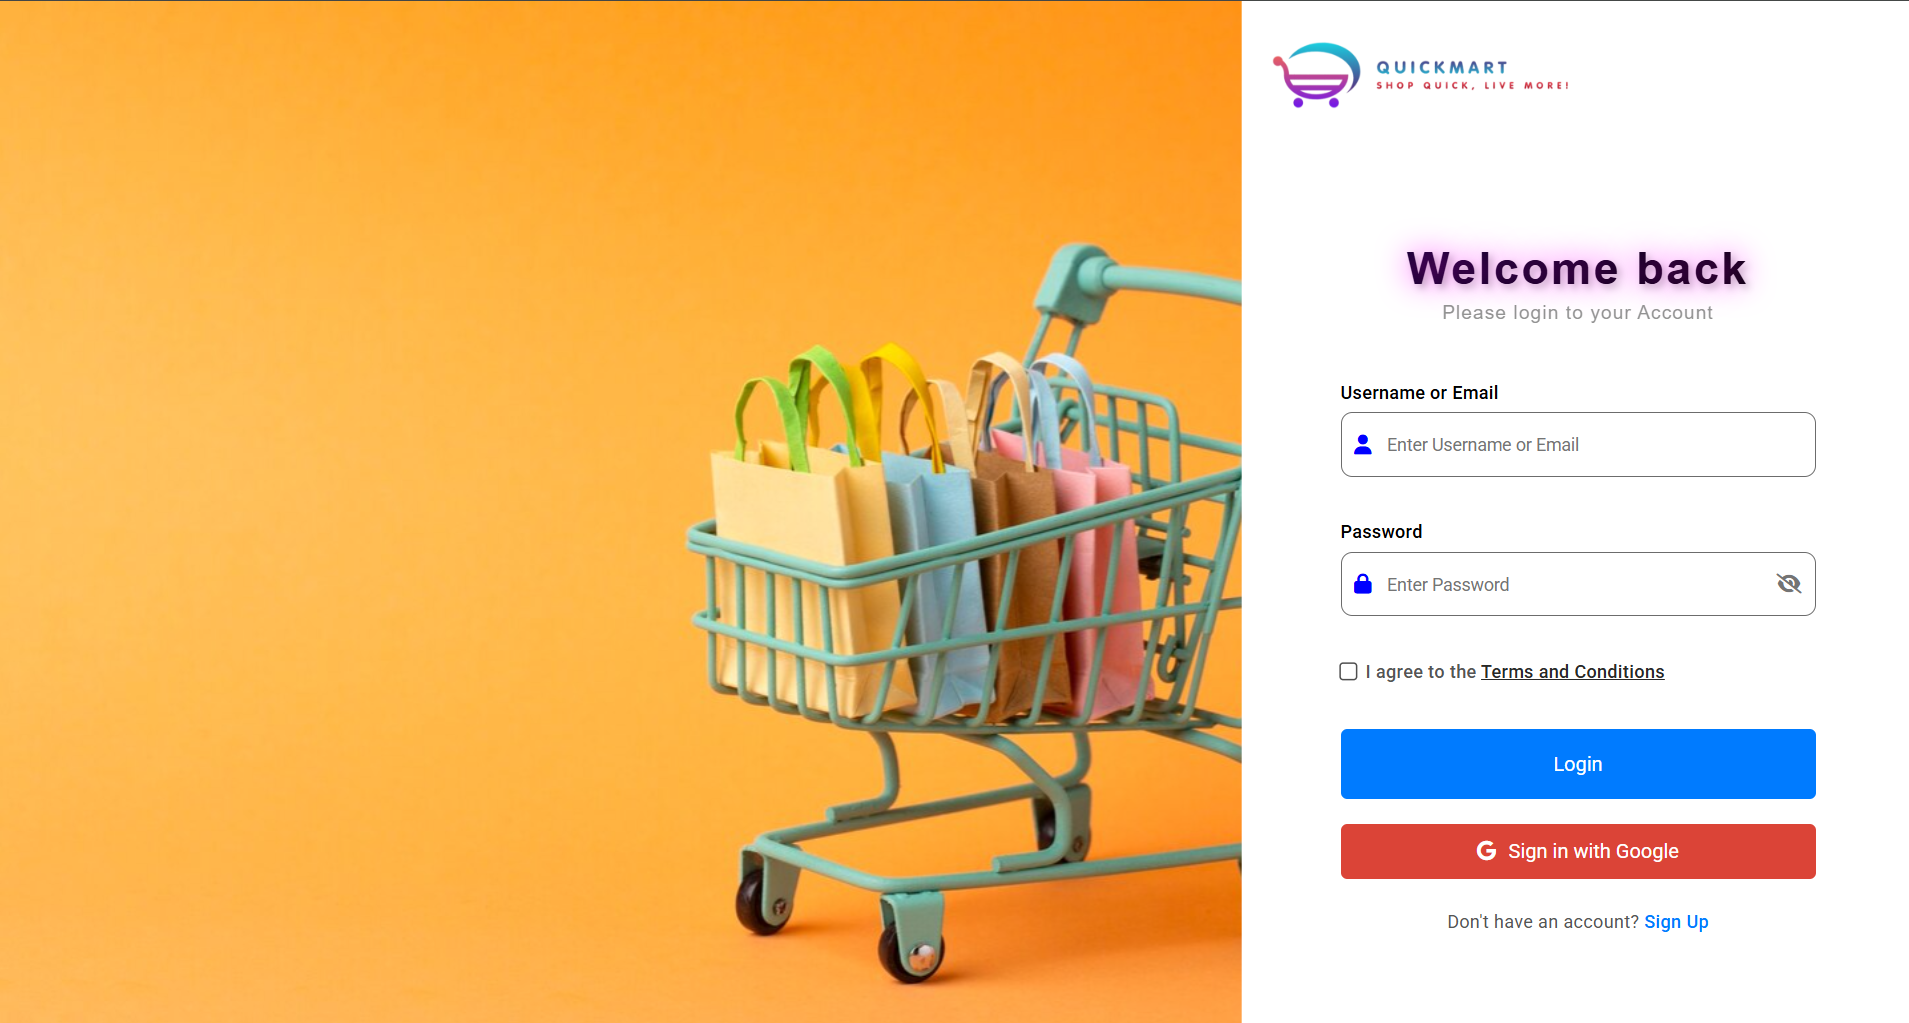 QUICKMART
SHOP QUICK, LIVE MORE!
Welcome back
Please login to your Account
Username or Email
Enter Username or Email
Password
Enter Password
I agree to the Terms and Conditions
Login
Sign in with Google
Don't have an account? Sign Up